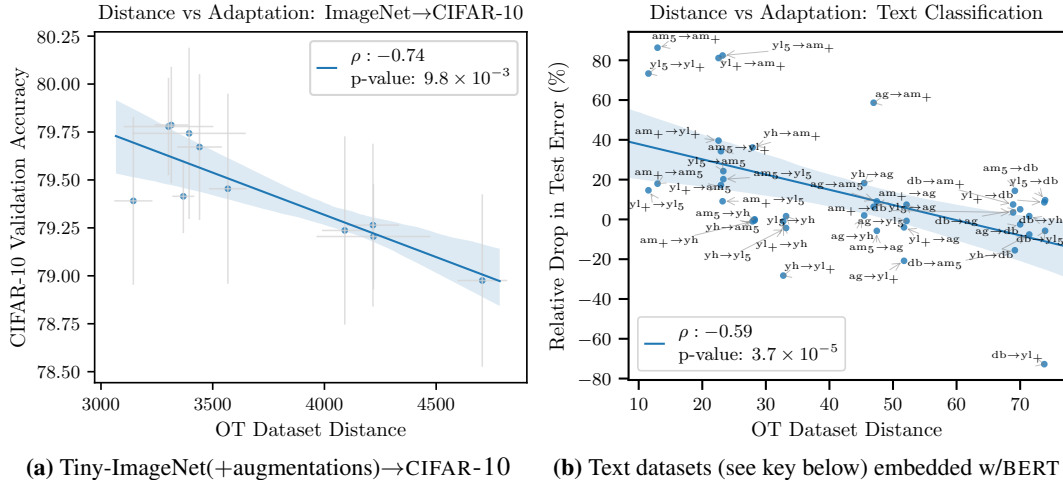 Distance vs Adaptation: ImageNet→CIFAR-10
CIFAR-10 Validation Accuracy
80.25
80.00
79.75
79.50
79.25
79.00
78.75
78.50
ρ : −0.74
p-value: 9.8 × 10⁻³
3000
3500
4000
4500
OT Dataset Distance
(a) Tiny-ImageNet(+augmentations)→CIFAR-10
Distance vs Adaptation: Text Classification
Relative Drop in Test Error (%)
80
60
40
20
0
−20
−40
−60
−80
am₅→am₊
yl₅→am₊
yl₅→yl₊
yl₊→am₊
ag→am₊
am₊→yl₊
yh→am₊
am₅→yl₊
yl₅→am₅
am₊→am₅
am₅→yl₅
yl₊→yl₅
yl₊→am₅
am₊→yl₅
yh→ag
ag→am₅
am₊→ag
db→am₊
am₅→db
yl₅→db
yl₊→db
am₊→db
yl₅→ag
am₅→yh
yh→am₅
ag→yl₅
db→yh
am₊→yh
yl₊→yh
yh→yl₅
ag→yh
am₅→ag
yl₊→ag
ag→db
db→yl₅
yh→db
yh→yl₊
ag→yl₊
db→am₅
db→yl₊
ρ : −0.59
p-value: 3.7 × 10⁻⁵
10
20
30
40
50
60
70
OT Dataset Distance
(b) Text datasets (see key below) embedded w/BERT